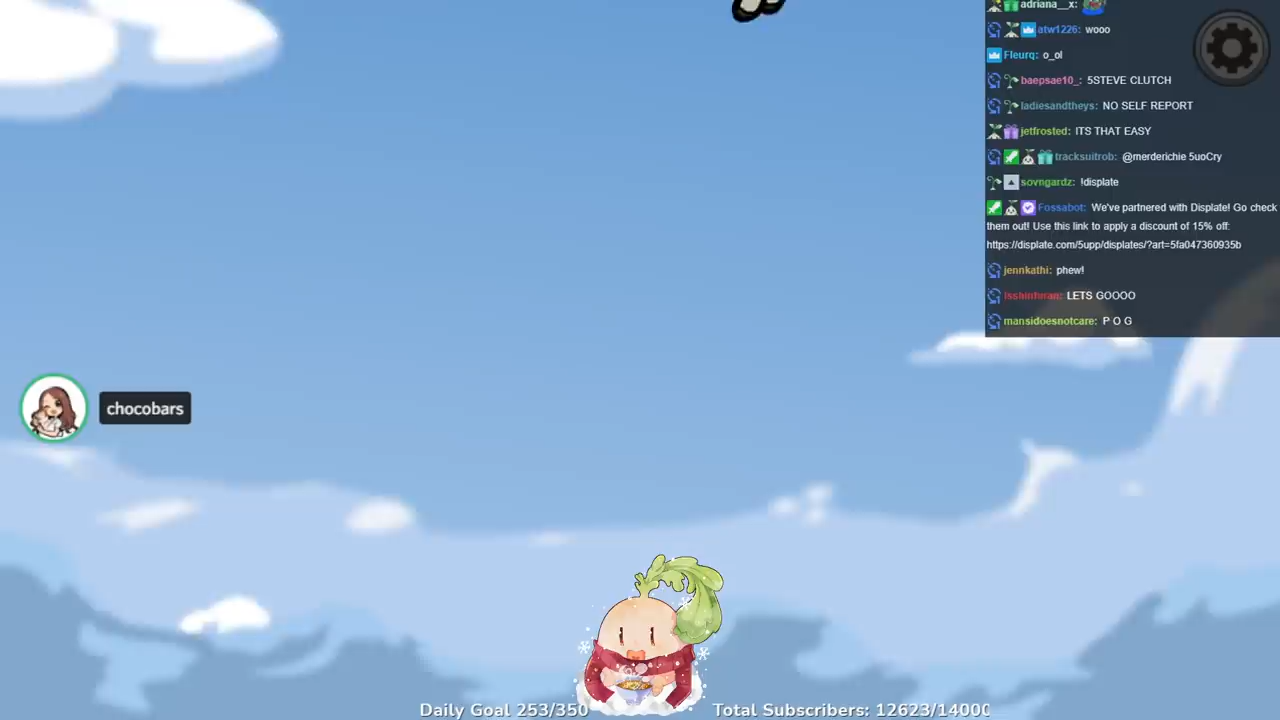 adriana__x:
atw1226: wooo
Fleurq: o_ol
baepsae10_: 5STEVE CLUTCH
ladiesandtheys: NO SELF REPORT
jetfrosted: ITS THAT EASY
tracksuitrob: @merderichie 5uoCry
sovngardz: !displate
Fossabot: We've partnered with Displate! Go check
them out! Use this link to apply a discount of 15% off:
https://displate.com/5upp/displates/?art=5fa047360935b
jennkathi: phew!
LETS GOOOO
mansidoesnotcare: P O G
chocobars
Daily Goal 253/350
Total Subscribers: 12623/14000